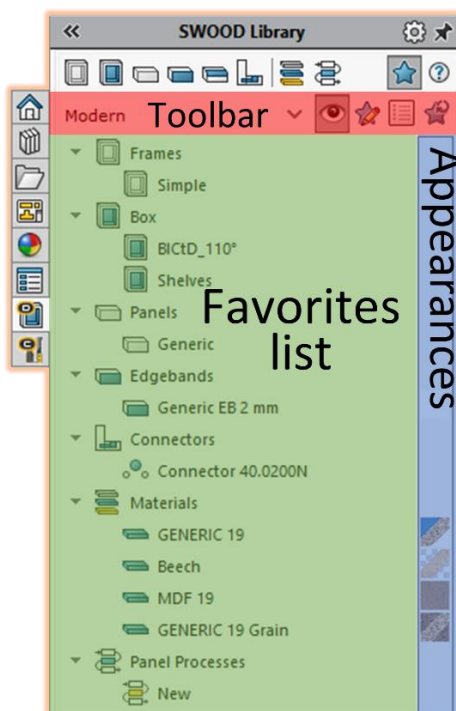 SWOOD Library
Modern Toolbar
Frames
Simple
Box
BICtD_110°
Shelves
Panels
Generic
Edgebands
Generic EB 2 mm
Connectors
Connector 40.0200N
Materials
GENERIC 19
Beech
MDF 19
GENERIC 19 Grain
Panel Processes
New
Favorites
list
Appearances